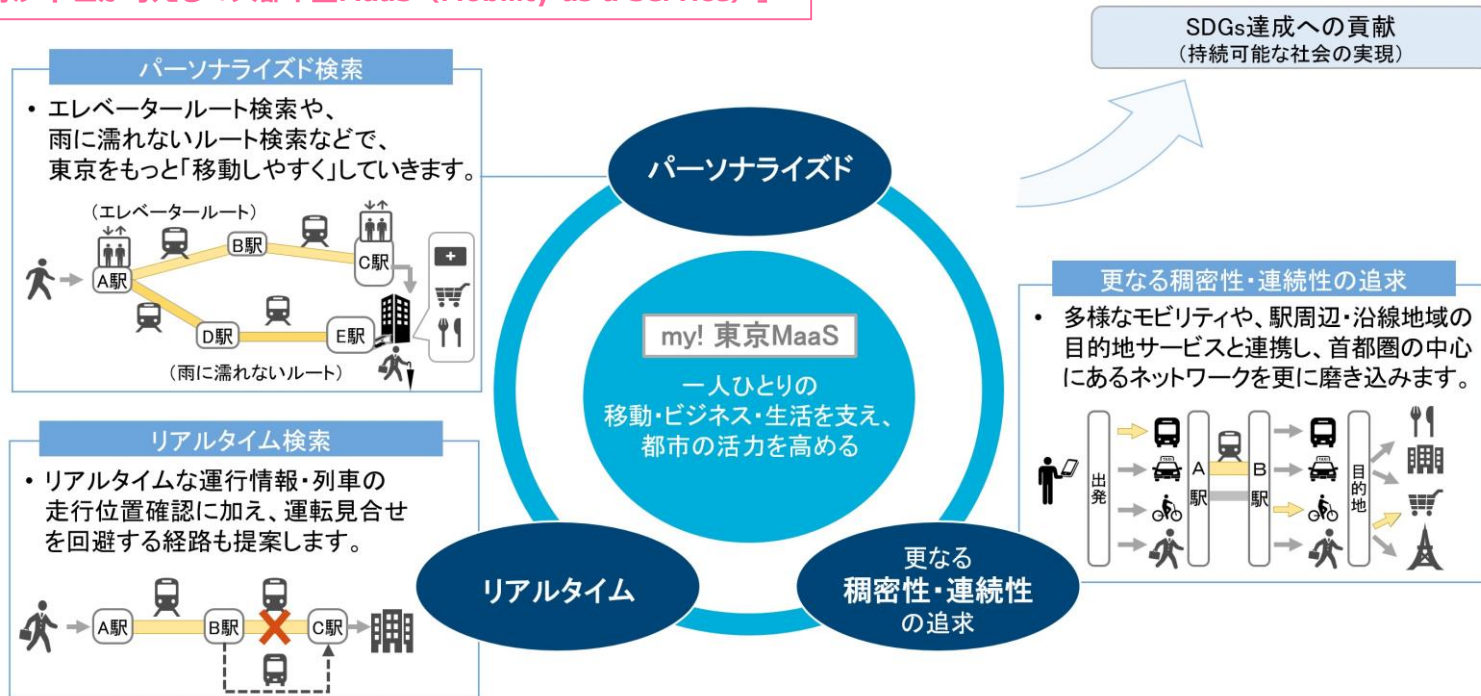 大都市型MaaS（Mobility as a Service）」
SDGs達成への貢献
（持続可能な社会の実現）
パーソナライズド検索
• エレベータールート検索や、
雨に濡れないルート検索などで、
東京をもっと「移動しやすく」していきます。
（エレベータールート）
A駅
B駅
C駅
D駅
E駅
（雨に濡れないルート）
リアルタイム検索
• リアルタイムな運行情報・列車の
走行位置確認に加え、運転見合せ
を回避する経路も提案します。
A駅
B駅
C駅
パーソナライズド
my! 東京MaaS
一人ひとりの
移動・ビジネス・生活を支え、
都市の活力を高める
リアルタイム
更なる
稠密性・連続性
の追求
更なる稠密性・連続性の追求
• 多様なモビリティや、駅周辺・沿線地域の
目的地サービスと連携し、首都圏の中心
にあるネットワークを更に磨き込みます。
出発
A駅
B駅
目的地